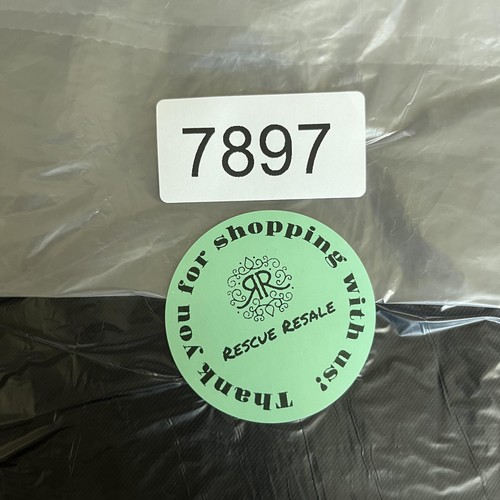 7897
Thank you for shopping with us!
RR
RESCUE RESALE